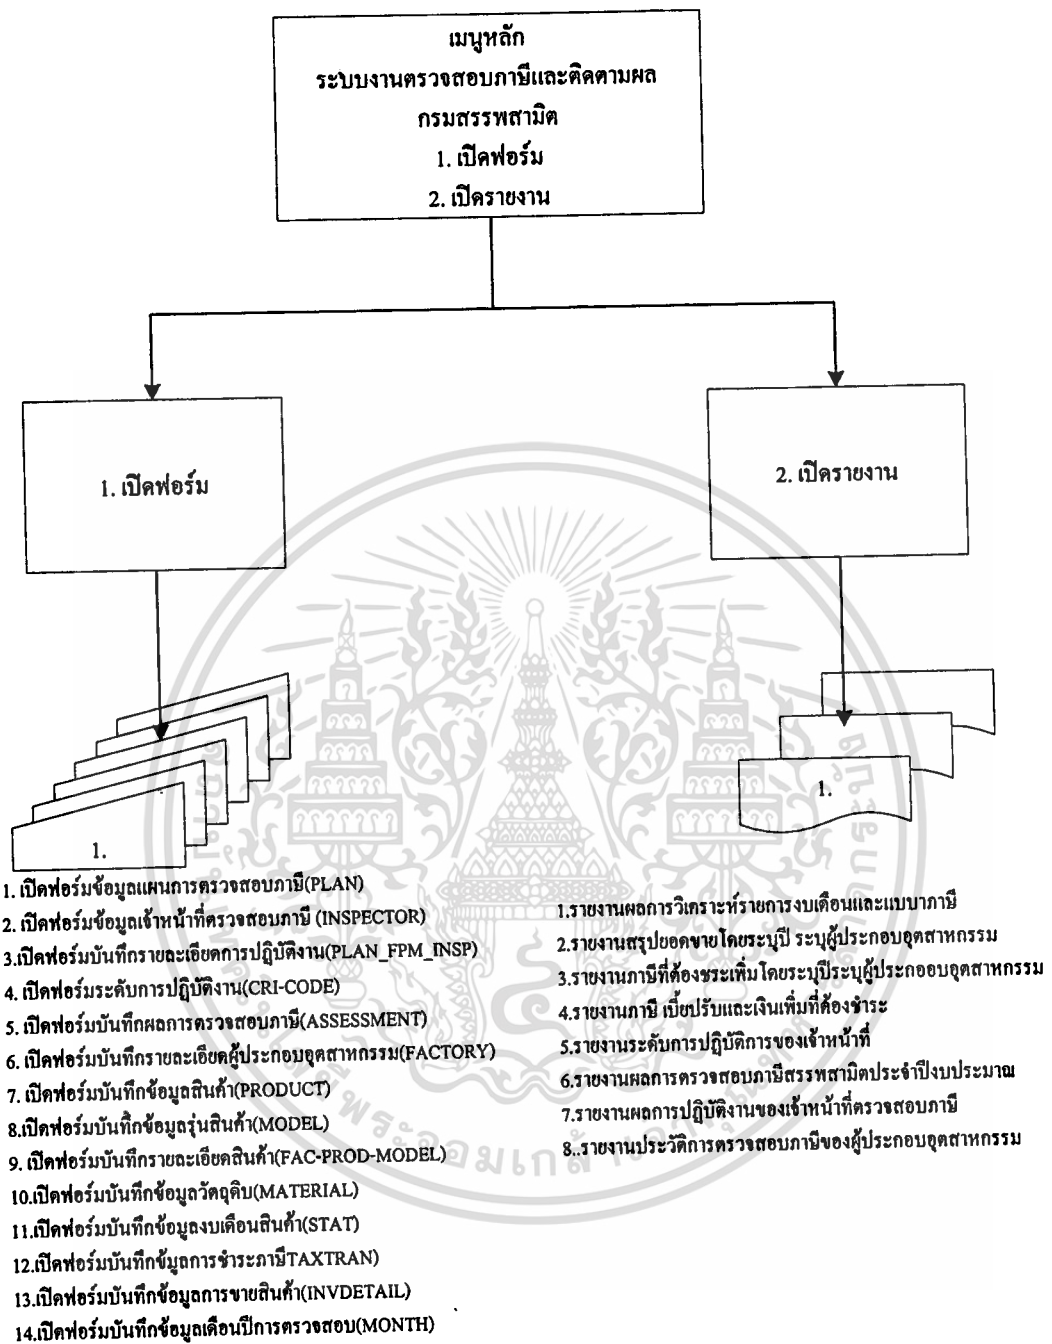 เมนูหลัก
ระบบงานตรวจสอบภาษีและติดตามผล
กรมสรรพสามิต
1. เปิดฟอร์ม
2. เปิดรายงาน
1. เปิดฟอร์ม
2. เปิดรายงาน
1.
1.
1. เปิดฟอร์มข้อมูลแผนการตรวจสอบภาษี(PLAN)
2. เปิดฟอร์มข้อมูลเจ้าหน้าที่ตรวจสอบภาษี (INSPECTOR)
3.เปิดฟอร์มบันทึกรายละเอียดการปฏิบัติงาน(PLAN_FPM_INSP)
4. เปิดฟอร์มระดับการปฏิบัติงาน(CRI-CODE)
5. เปิดฟอร์มบันทึกผลการตรวจสอบภาษี(ASSESSMENT)
6. เปิดฟอร์มบันทึกรายละเอียดผู้ประกอบอุตสาหกรรม(FACTORY)
7. เปิดฟอร์มบันทึกข้อมูลสินค้า(PRODUCT)
8.เปิดฟอร์มบันทึกข้อมูลรุ่นสินค้า(MODEL)
9. เปิดฟอร์มบันทึกรายละเอียดสินค้า(FAC-PROD-MODEL)
10.เปิดฟอร์มบันทึกข้อมูลวัตถุดิบ(MATERIAL)
11.เปิดฟอร์มบันทึกข้อมูลงบเดือนสินค้า(STAT)
12.เปิดฟอร์มบันทึกข้มูลการชำระภาษีTAXTRAN)
13.เปิดฟอร์มบันทึกข้อมูลการขายสินค้า(INVDETAIL)
14.เปิดฟอร์มบันทึกข้อมูลเดือนปีการตรวจสอบ(MONTH)
1.รายงานผลการวิเคราะห์รายการงบเดือนและแบบาภาษี
2.รายงานสรุปยอดขายโดยระบุปี ระบุผู้ประกอบอุตสาหกรรม
3.รายงานภาษีที่ต้องชระเพิ่มโดยระบุปีระบุผู้ประกออบอุตสาหกรรม
4.รายงานภาษี เบี้ยปรับและเงินเพิ่มที่ต้องชำระ
5.รายงานระดับการปฏิบัติการของเจ้าหน้าที่
6.รายงานผลการตรวจสอบภาษีสรรพสามิตประจำปีงบประมาณ
7.รายงานผลการปฏิบัติงานของเจ้าหน้าที่ตรวจสอบภาษี
8..รายงานประวัติการตรวจสอบภาษีของผู้ประกอบอุตสาหกรรม